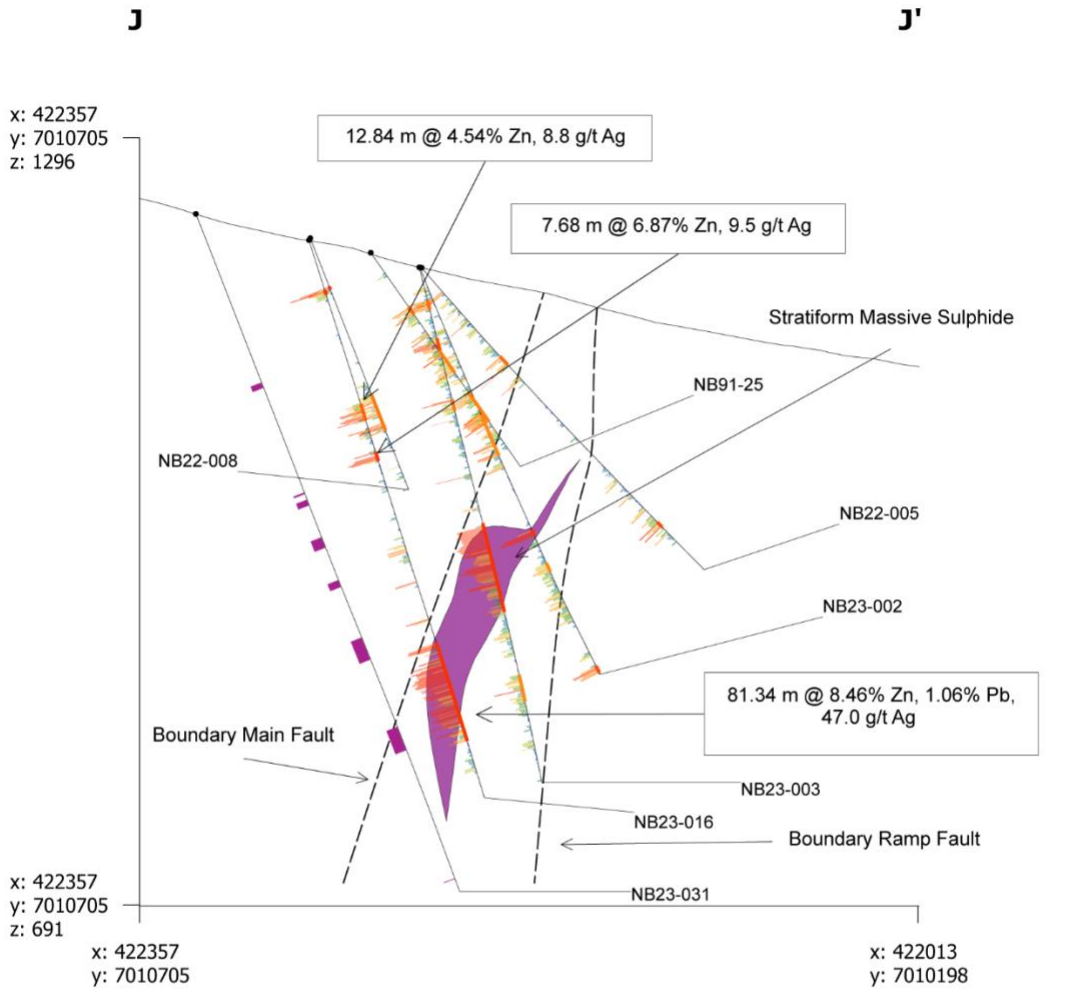 J
J'
x: 422357
y: 7010705
z: 1296
12.84 m @ 4.54% Zn, 8.8 g/t Ag
7.68 m @ 6.87% Zn, 9.5 g/t Ag
Stratiform Massive Sulphide
NB91-25
NB22-008
NB22-005
NB23-002
81.34 m @ 8.46% Zn, 1.06% Pb,
47.0 g/t Ag
Boundary Main Fault
NB23-003
NB23-016
Boundary Ramp Fault
NB23-031
x: 422357
y: 7010705
z: 691
x: 422357
y: 7010705
x: 422013
y: 7010198